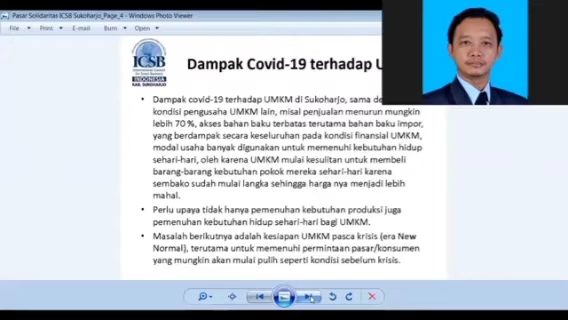 Pasar Solidaritas ICSB Sukoharjo_Page_4 - Windows Photo Viewer
File Print E-mail Burn Open
ICSB
INDONESIA
KAB. SUKOHARJO
Dampak Covid-19 terhadap U
• Dampak covid-19 terhadap UMKM di Sukoharjo, sama de
kondisi pengusaha UMKM lain, misal penjualan menurun mungkin
lebih 70 %, akses bahan baku terbatas terutama bahan baku impor,
yang berdampak secara keseluruhan pada kondisi finansial UMKM,
modal usaha banyak digunakan untuk memenuhi kebutuhan hidup
sehari-hari, oleh karena UMKM mulai kesulitan untuk membeli
barang-barang kebutuhan pokok mereka sehari-hari karena
sembako sudah mulai langka sehingga harga nya menjadi lebih
mahal.
• Perlu upaya tidak hanya pemenuhan kebutuhan produksi juga
pemenuhan kebutuhan hidup sehari-hari bagi UMKM.
• Masalah berikutnya adalah kesiapan UMKM pasca krisis (era New
Normal), terutama untuk memenuhi permintaan pasar/konsumen
yang mungkin akan mulai pulih seperti kondisi sebelum krisis.